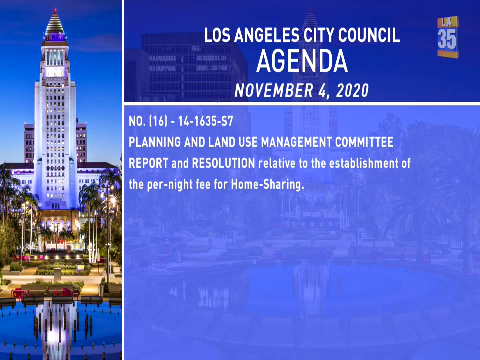 LOS ANGELES CITY COUNCIL
AGENDA
NOVEMBER 4, 2020
LA
35
NO. (16) - 14-1635-S7
PLANNING AND LAND USE MANAGEMENT COMMITTEE
REPORT and RESOLUTION relative to the establishment of
the per-night fee for Home-Sharing.